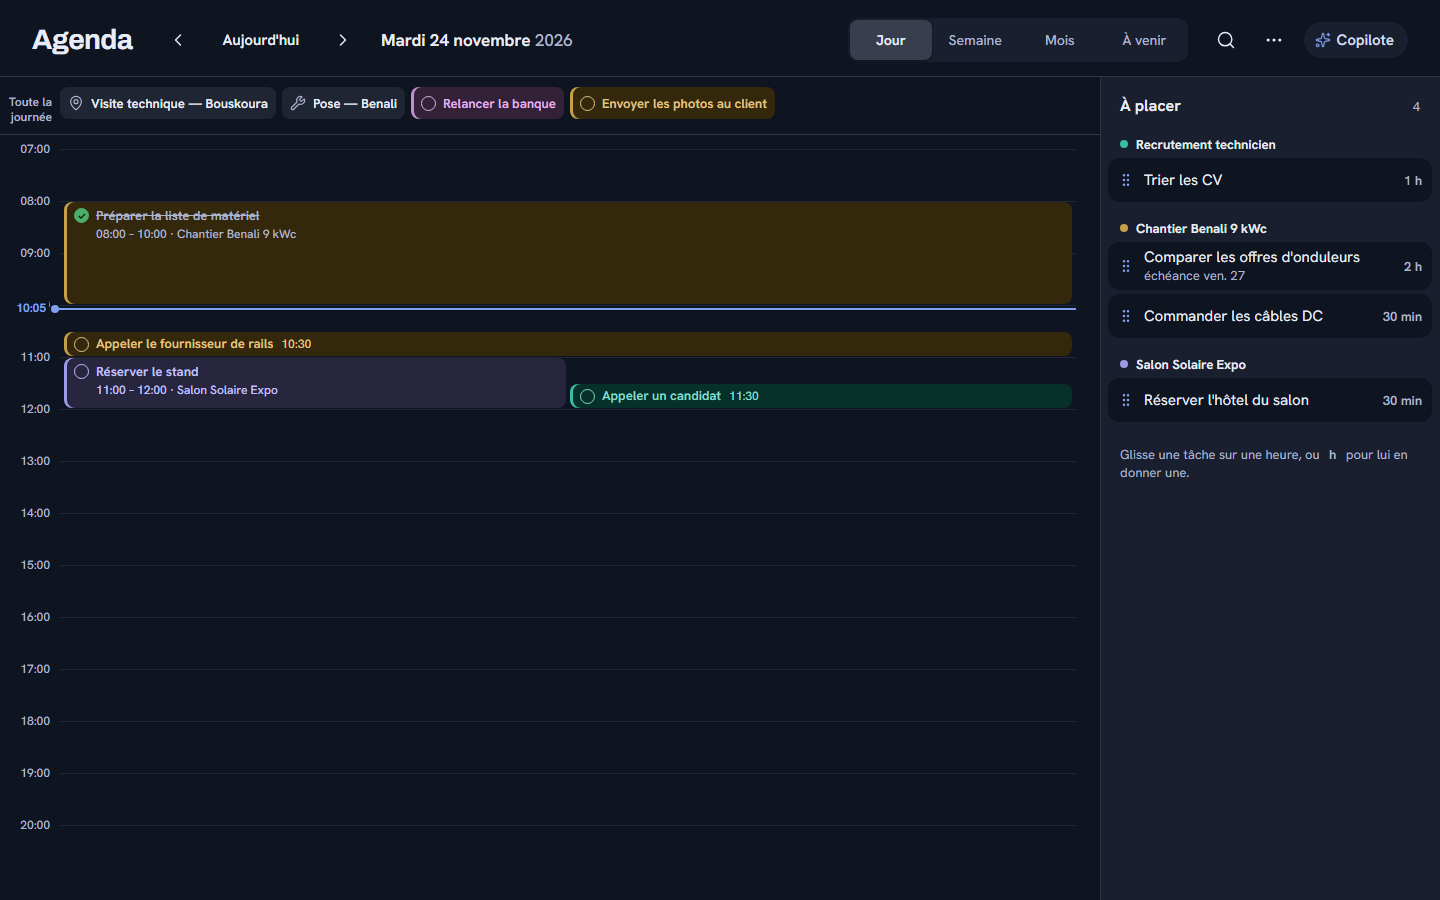 Agenda
Aujourd'hui
Mardi 24 novembre 2026
Jour
Semaine
Mois
À venir
Copilote
Toute la
journée
Visite technique — Bouskoura
Pose — Benali
Relancer la banque
Envoyer les photos au client
07:00
08:00
Préparer la liste de matériel
08:00 – 10:00 · Chantier Benali 9 kWc
09:00
10:05
Appeler le fournisseur de rails 10:30
11:00
Réserver le stand
11:00 – 12:00 · Salon Solaire Expo
Appeler un candidat 11:30
12:00
13:00
14:00
15:00
16:00
17:00
18:00
19:00
20:00
À placer
4
Recrutement technicien
Trier les CV
1 h
Chantier Benali 9 kWc
Comparer les offres d'onduleurs
échéance ven. 27
2 h
Commander les câbles DC
30 min
Salon Solaire Expo
Réserver l'hôtel du salon
30 min
Glisse une tâche sur une heure, ou h pour lui en
donner une.